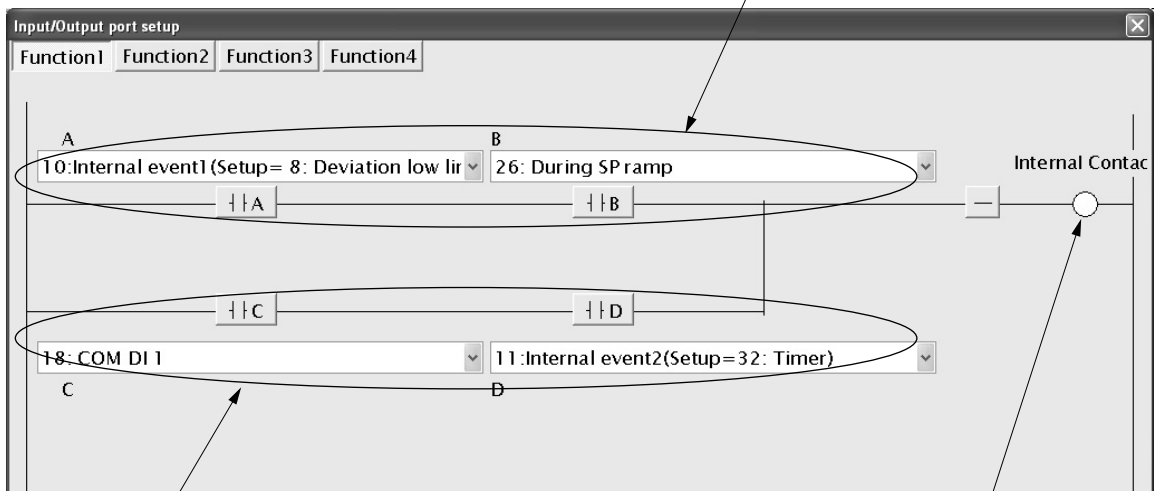 Input/Output port setup
Function1 Function2 Function3 Function4
A B
10:Internal event1(Setup= 8: Deviation low lir 26: During SP ramp
Internal Contac
A B
C D
18: COM DI 1 11:Internal event2(Setup=32: Timer)
C D